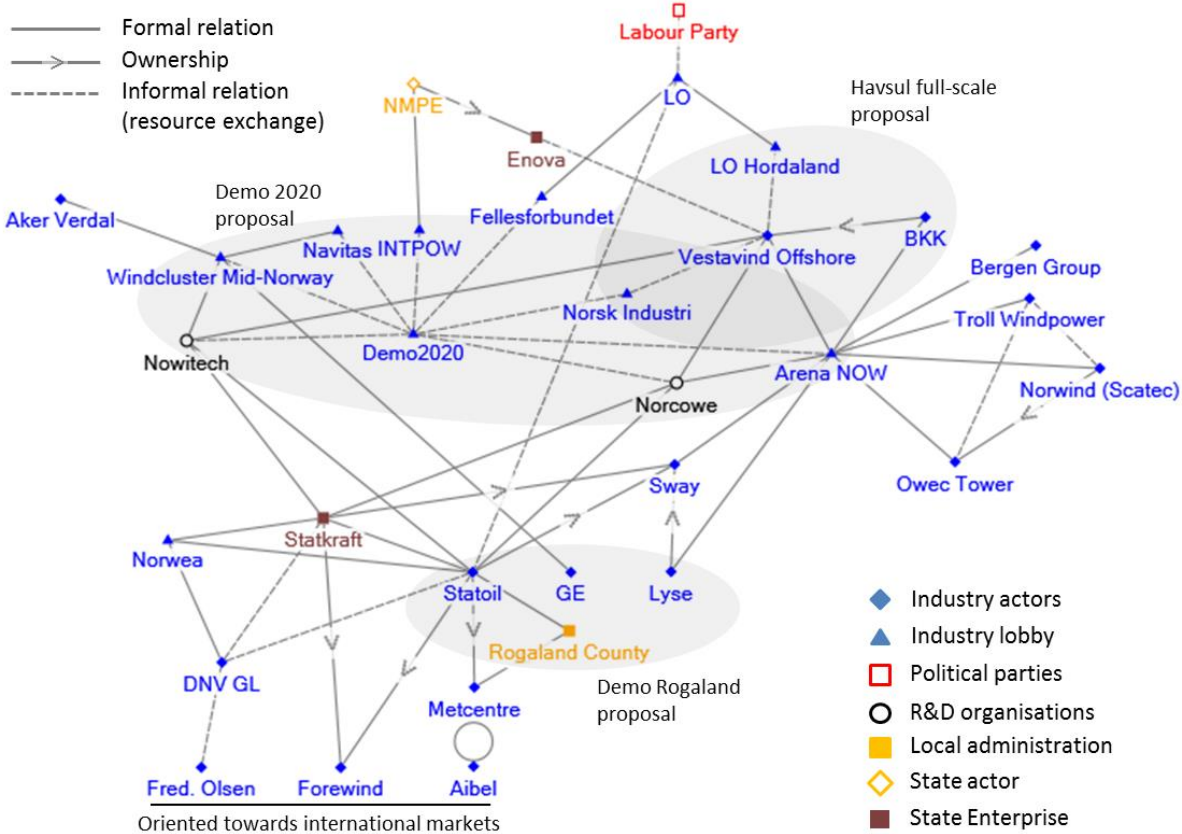 Formal relation
Ownership
Informal relation
(resource exchange)
Labour Party
LO
NMPE
Enova
Havsul full-scale
proposal
LO Hordaland
Demo 2020
proposal
Aker Verdal
Fellesforbundet
Navitas
INTPOW
BKK
Vestavind Offshore
Windcluster Mid-Norway
Bergen Group
Norsk Industri
Troll Windpower
Demo2020
Nowitech
Arena NOW
Norwind (Scatec)
Norcowe
Sway
Owec Tower
Statkraft
Norwea
Statoil
GE
Lyse
Industry actors
Industry lobby
Rogaland County
Political parties
DNV GL
Demo Rogaland
proposal
Metcentre
R&D organisations
Local administration
State actor
Fred. Olsen
Forewind
Aibel
State Enterprise
Oriented towards international markets